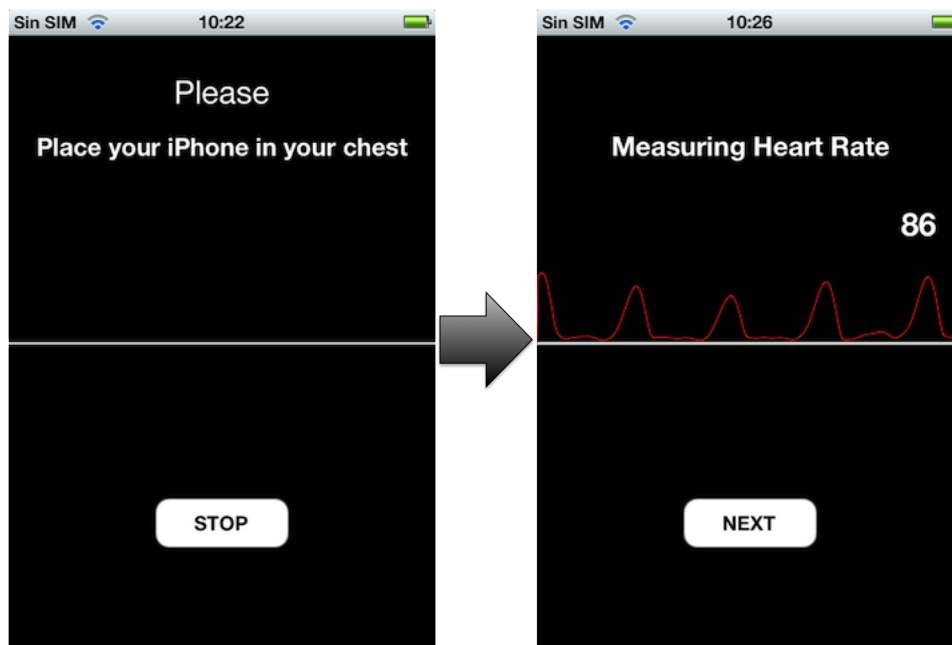 Sin SIM 10:22
Please
Place your iPhone in your chest
STOP
Sin SIM 10:26
Measuring Heart Rate
86
NEXT